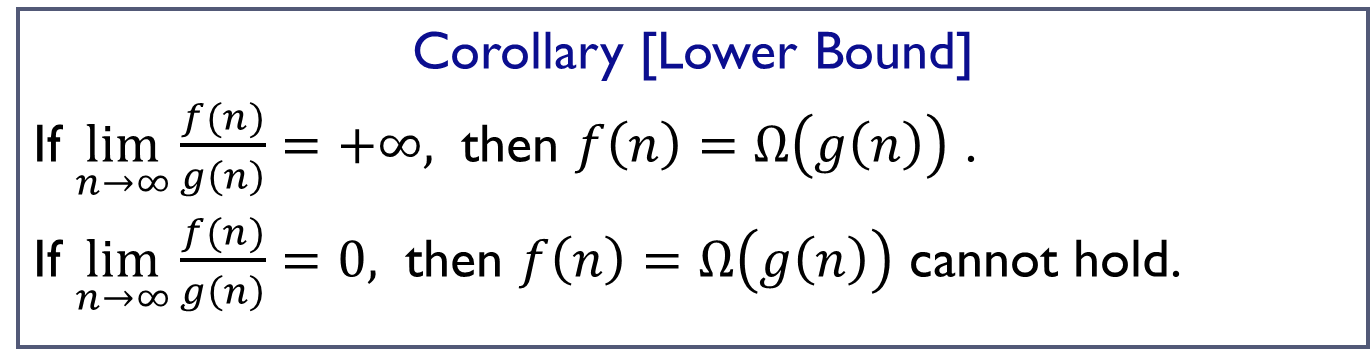 Corollary [Lower Bound]
If lim_{n→∞} f(n)/g(n) = +∞, then f(n) = Ω(g(n)) .
If lim_{n→∞} f(n)/g(n) = 0, then f(n) = Ω(g(n)) cannot hold.